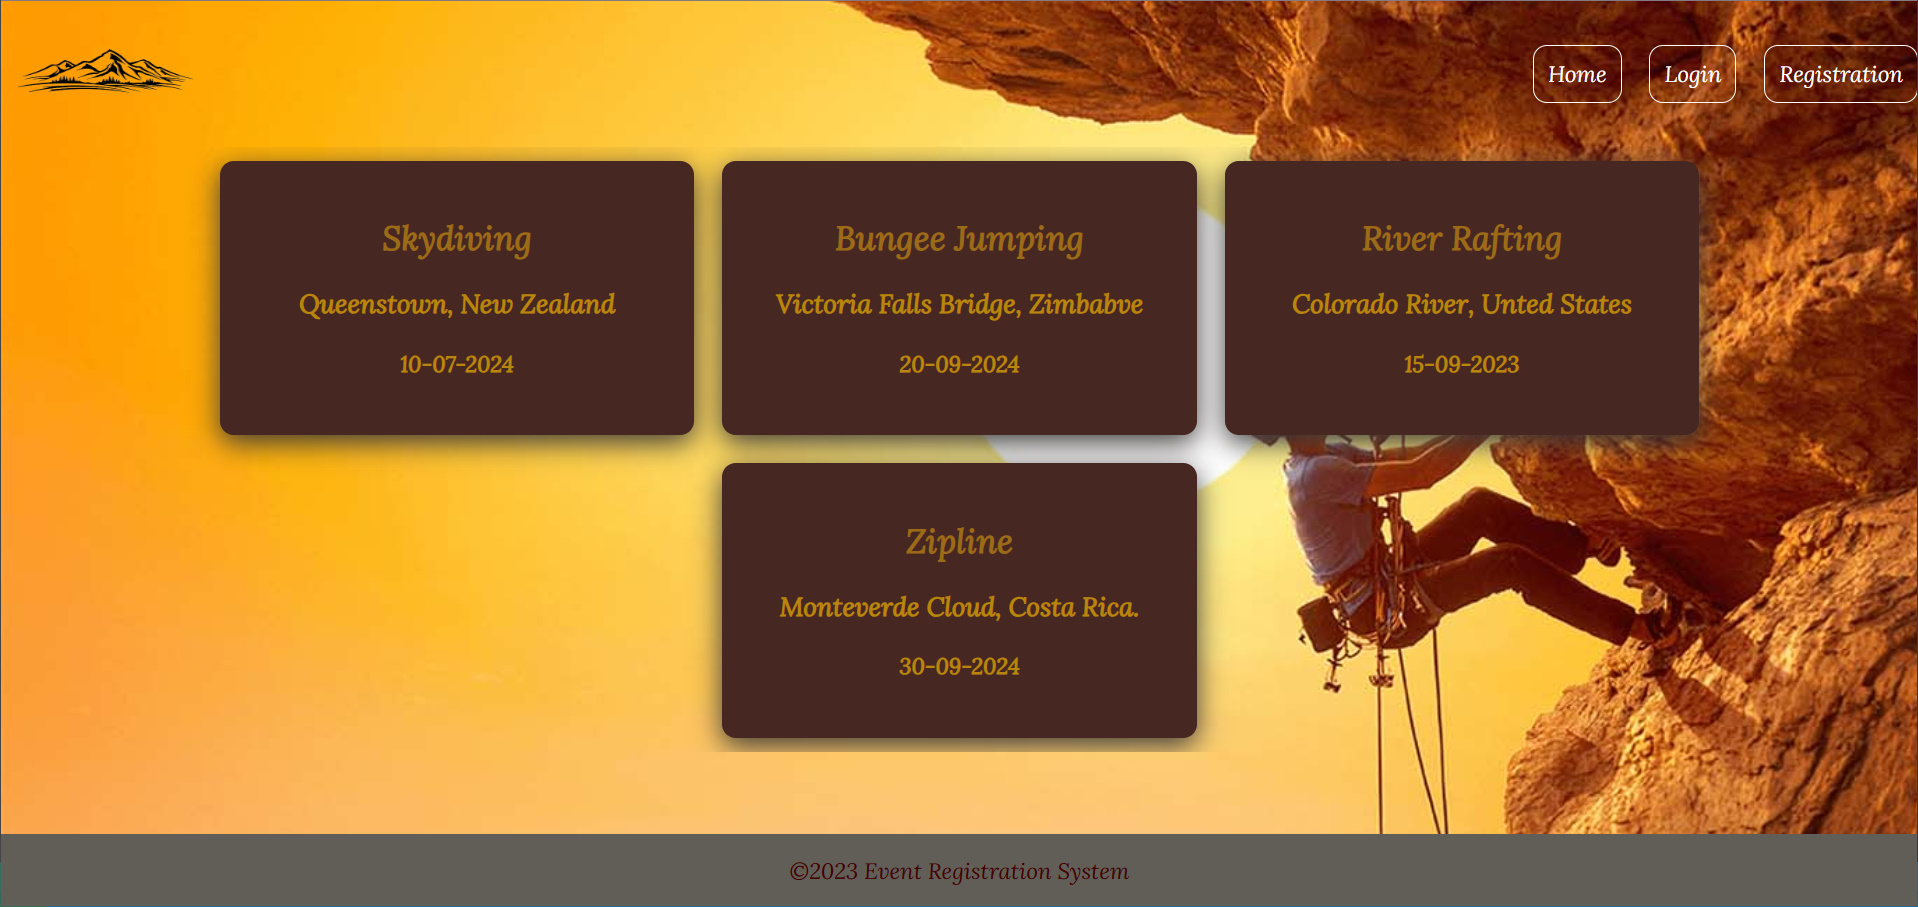 Home
Login
Registration
Skydiving
Queenstown, New Zealand
10-07-2024
Bungee Jumping
Victoria Falls Bridge, Zimbabve
20-09-2024
River Rafting
Colorado River, Unted States
15-09-2023
Zipline
Monteverde Cloud, Costa Rica.
30-09-2024
©2023 Event Registration System